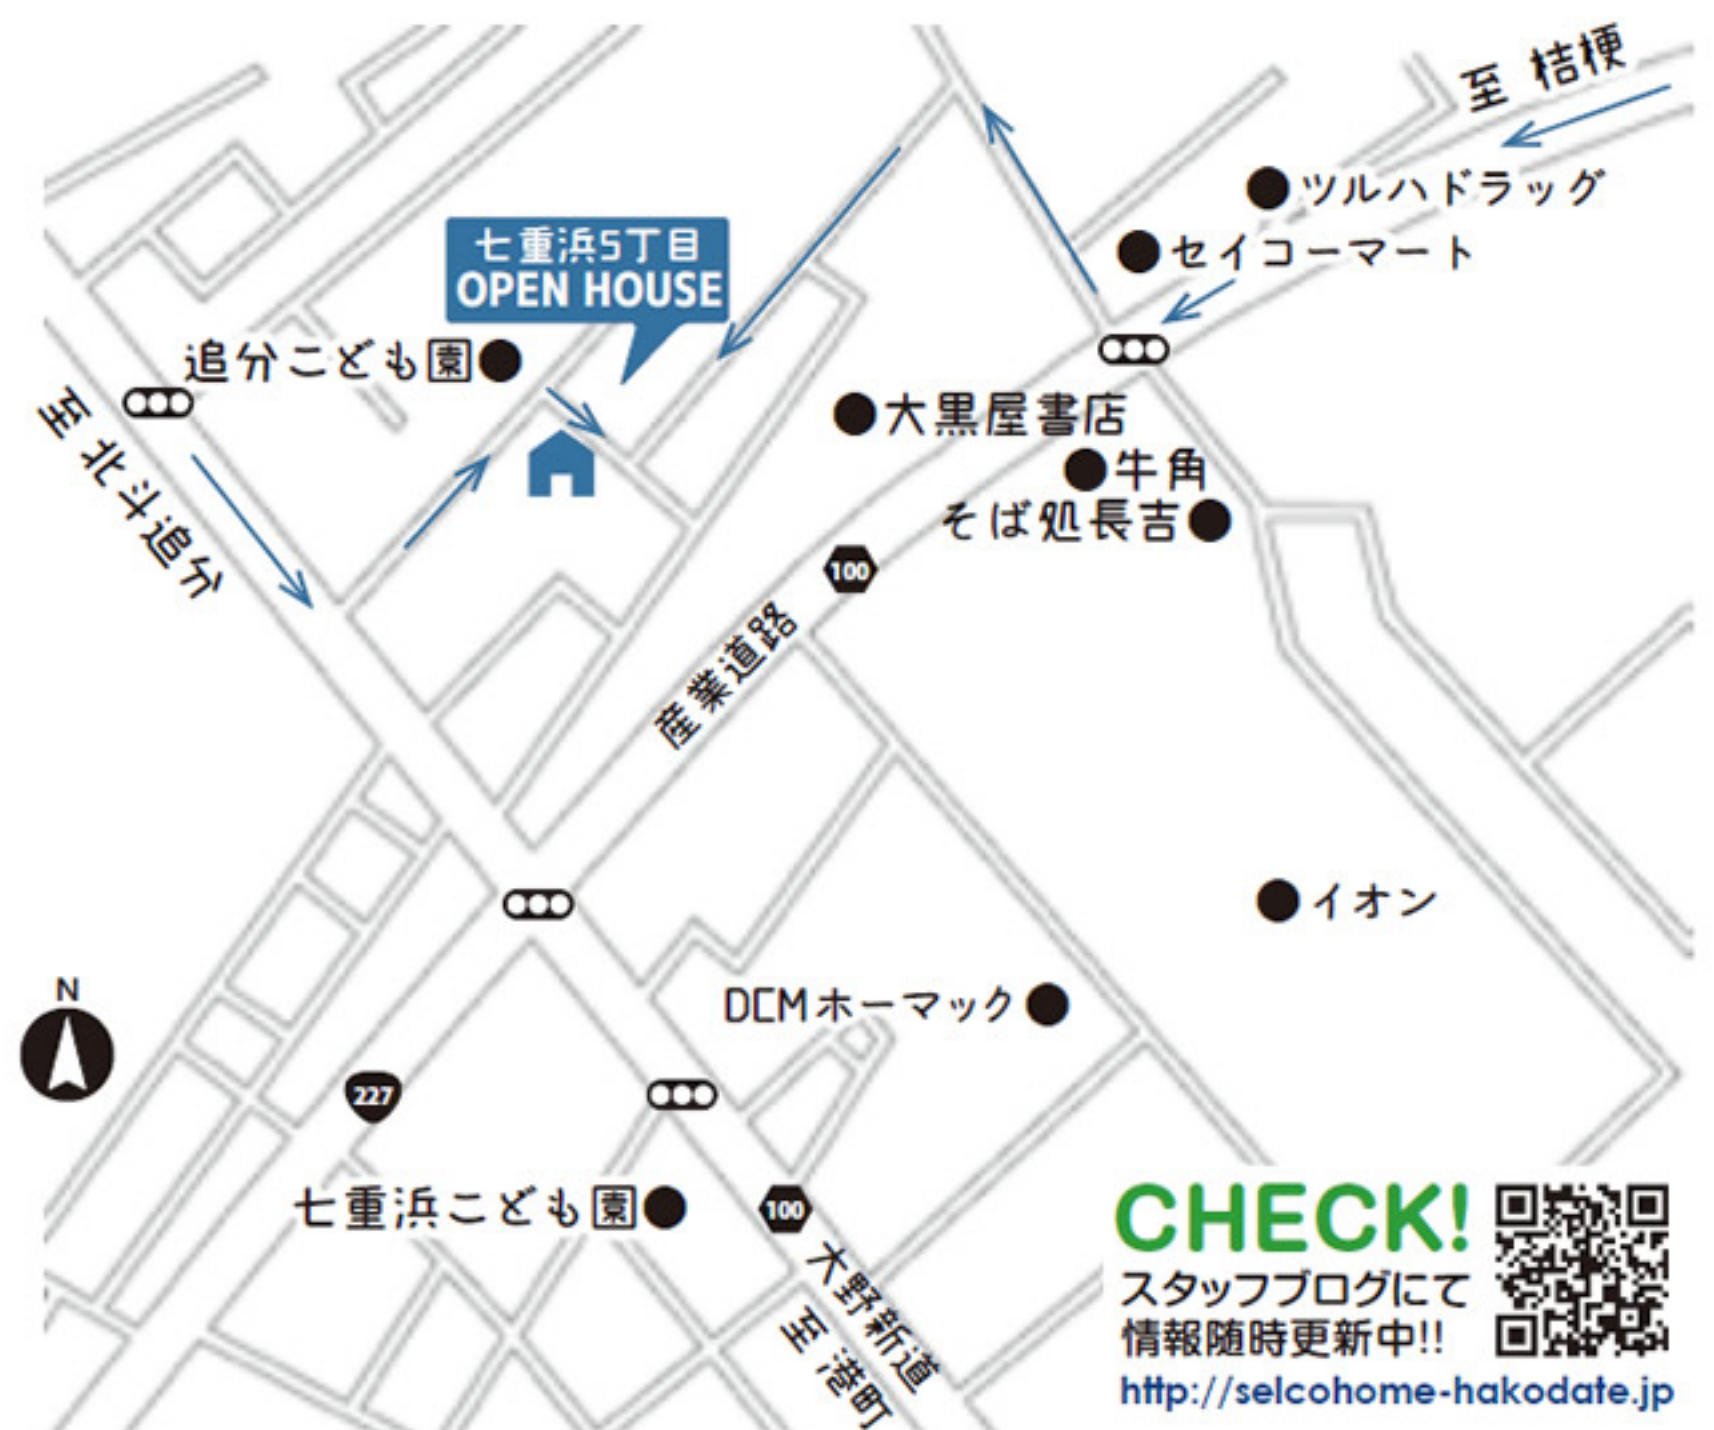 至 桔梗
ツルハドラッグ
セイコーマート
七重浜5丁目
OPEN HOUSE
追分こども園
大黒屋書店
牛角
そば処長吉
至 北斗追分
100
産業道路
イオン
N
DCMホーマック
227
七重浜こども園
100
大野新道
至 港町
CHECK!
スタッフブログにて
情報随時更新中!!
http://selcohome-hakodate.jp